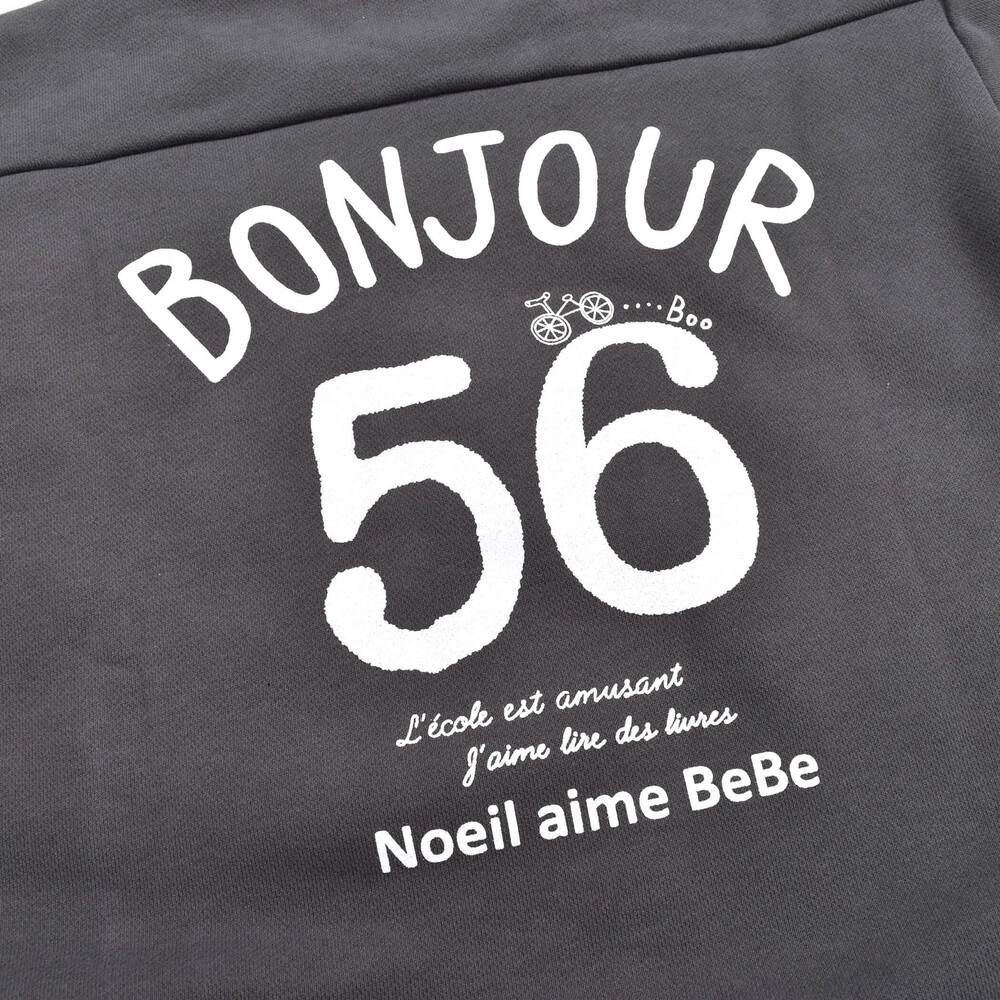 BONJOUR
....Boo
56
L'école est amusant
J'aime lire des livres
Noeil aime BeBe